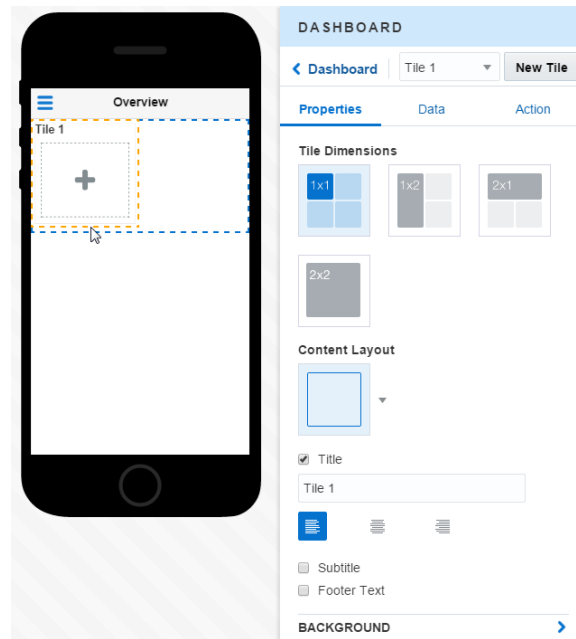 Overview
Tile 1
DASHBOARD
Dashboard
Tile 1
New Tile
Properties
Data
Action
Tile Dimensions
1x1
1x2
2x1
2x2
Content Layout
Title
Tile 1
Subtitle
Footer Text
BACKGROUND